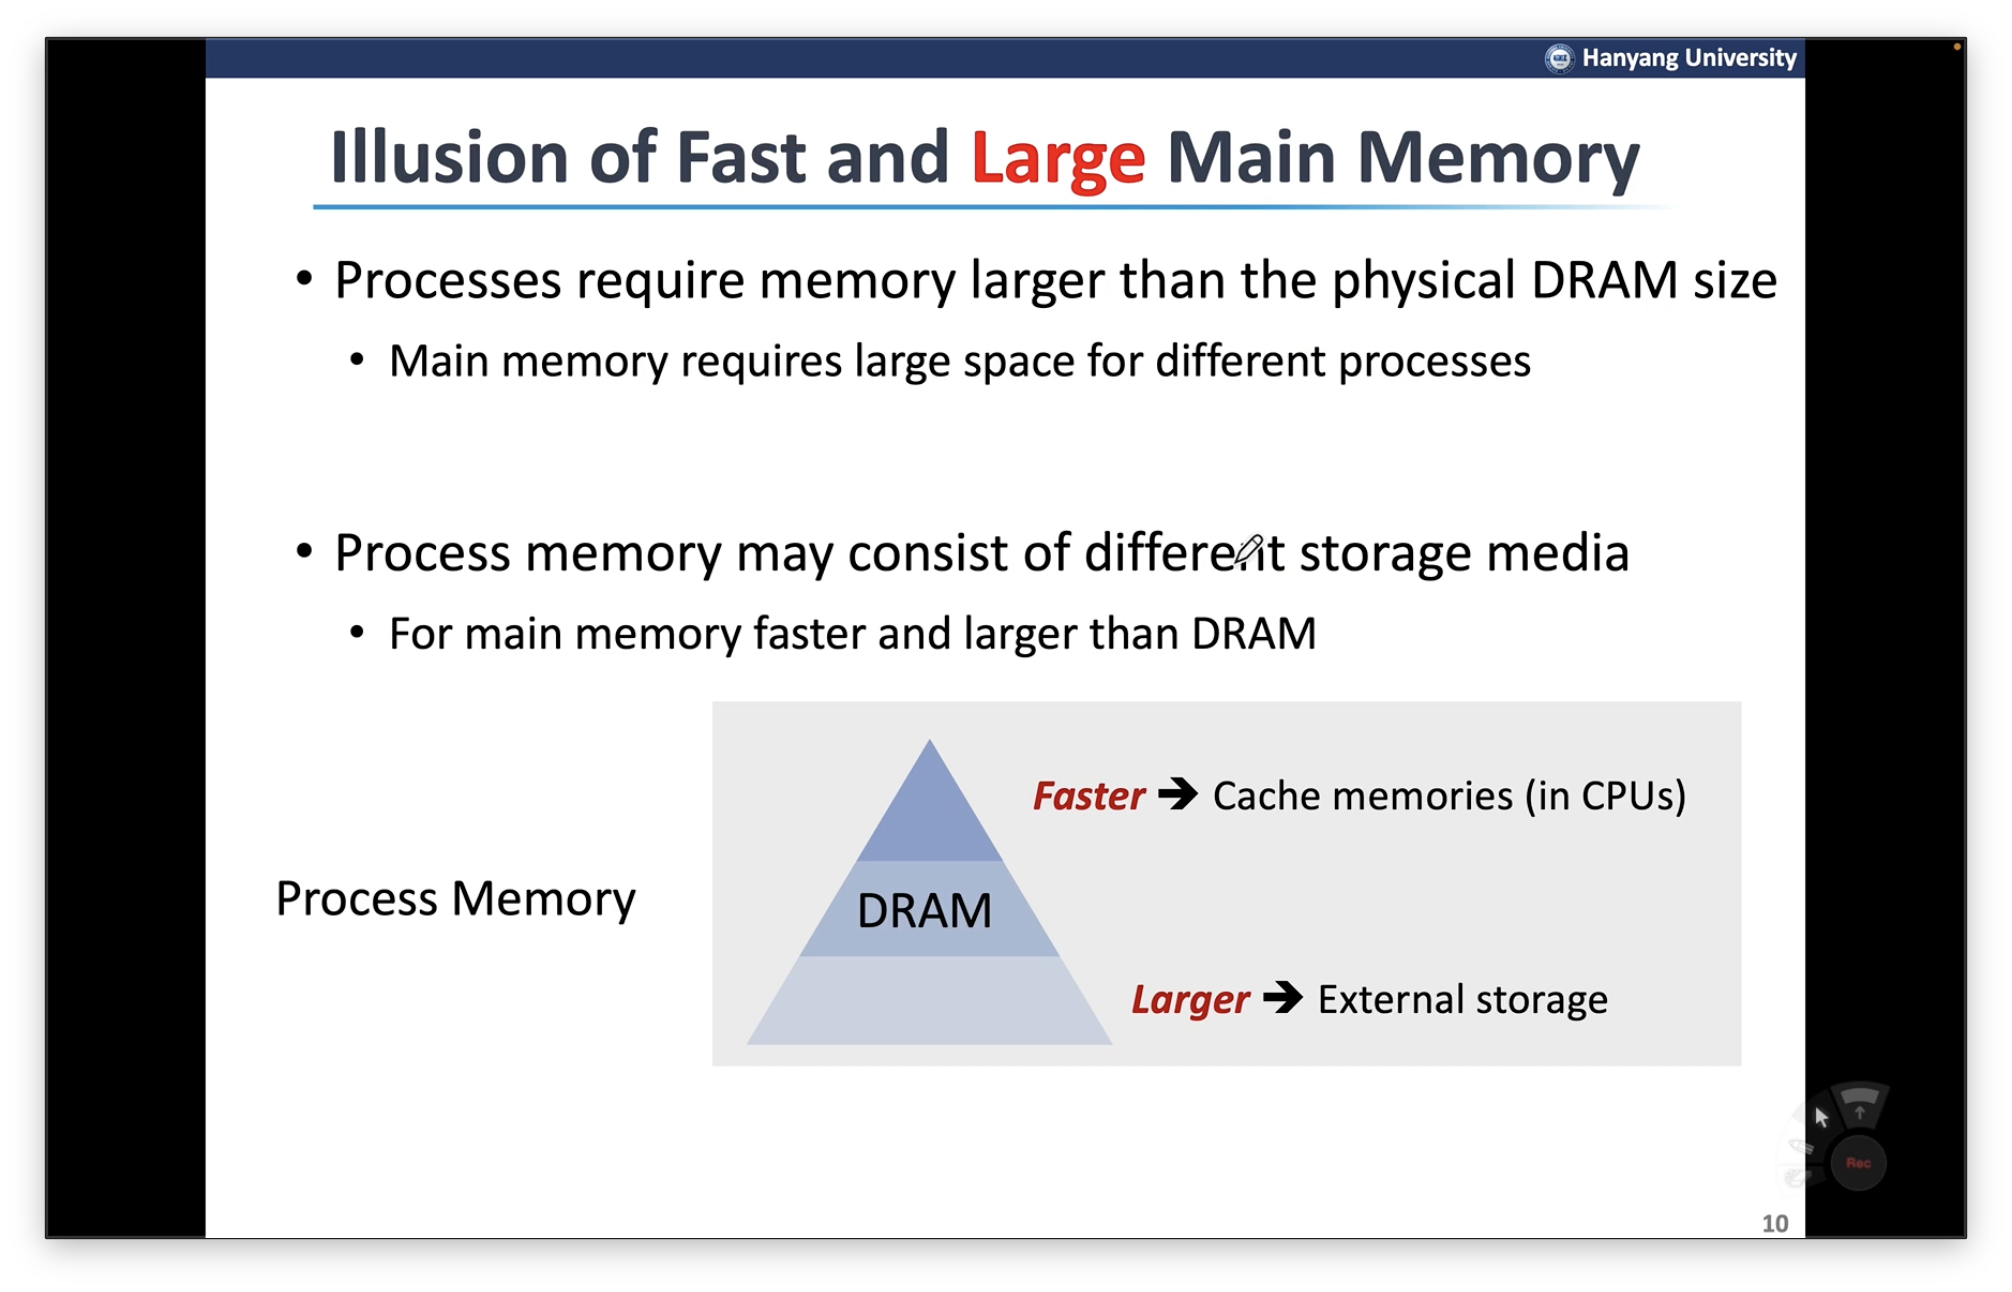 Hanyang University
Illusion of Fast and Large Main Memory
• Processes require memory larger than the physical DRAM size
• Main memory requires large space for different processes
• Process memory may consist of different storage media
• For main memory faster and larger than DRAM
Faster ➔ Cache memories (in CPUs)
Process Memory
DRAM
Larger ➔ External storage
Rec
10